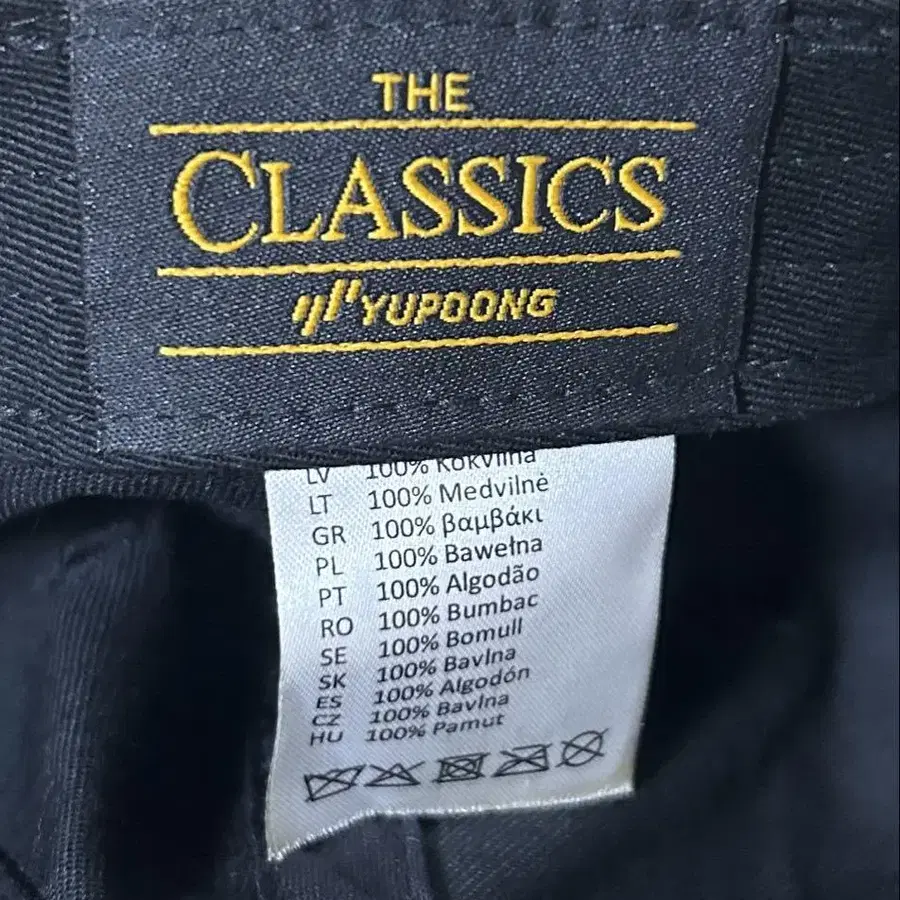 THE
CLASSICS
YUPOONG
LV 100% Kokvilna
LT 100% Medvilnė
GR 100% βαμβάκι
PL 100% Bawełna
PT 100% Algodão
RO 100% Bumbac
SE 100% Bomull
SK 100% Bavlna
ES 100% Algodón
CZ 100% Bavlna
HU 100% Pamut